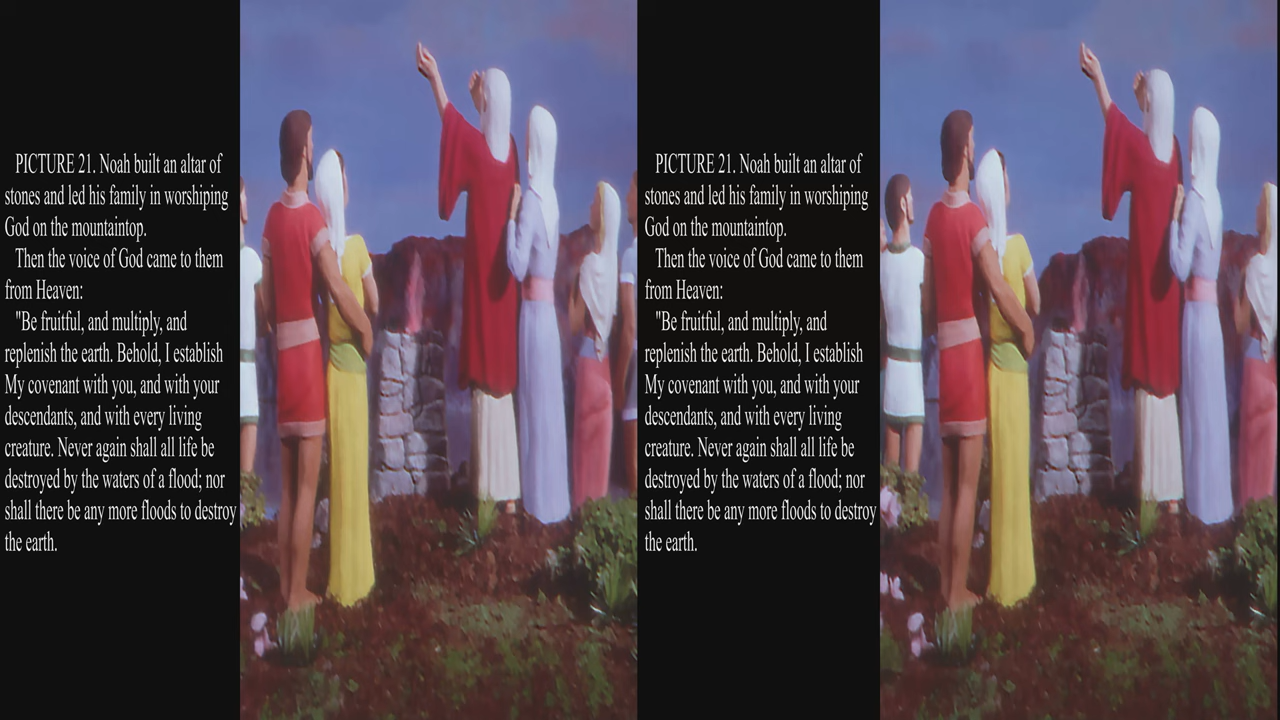 PICTURE 21. Noah built an altar of
stones and led his family in worshiping
God on the mountaintop.
Then the voice of God came to them
from Heaven:
"Be fruitful, and multiply, and
replenish the earth. Behold, I establish
My covenant with you, and with your
descendants, and with every living
creature. Never again shall all life be
destroyed by the waters of a flood; nor
shall there be any more floods to destroy
the earth.
PICTURE 21. Noah built an altar of
stones and led his family in worshiping
God on the mountaintop.
Then the voice of God came to them
from Heaven:
"Be fruitful, and multiply, and
replenish the earth. Behold, I establish
My covenant with you, and with your
descendants, and with every living
creature. Never again shall all life be
destroyed by the waters of a flood; nor
shall there be any more floods to destroy
the earth.